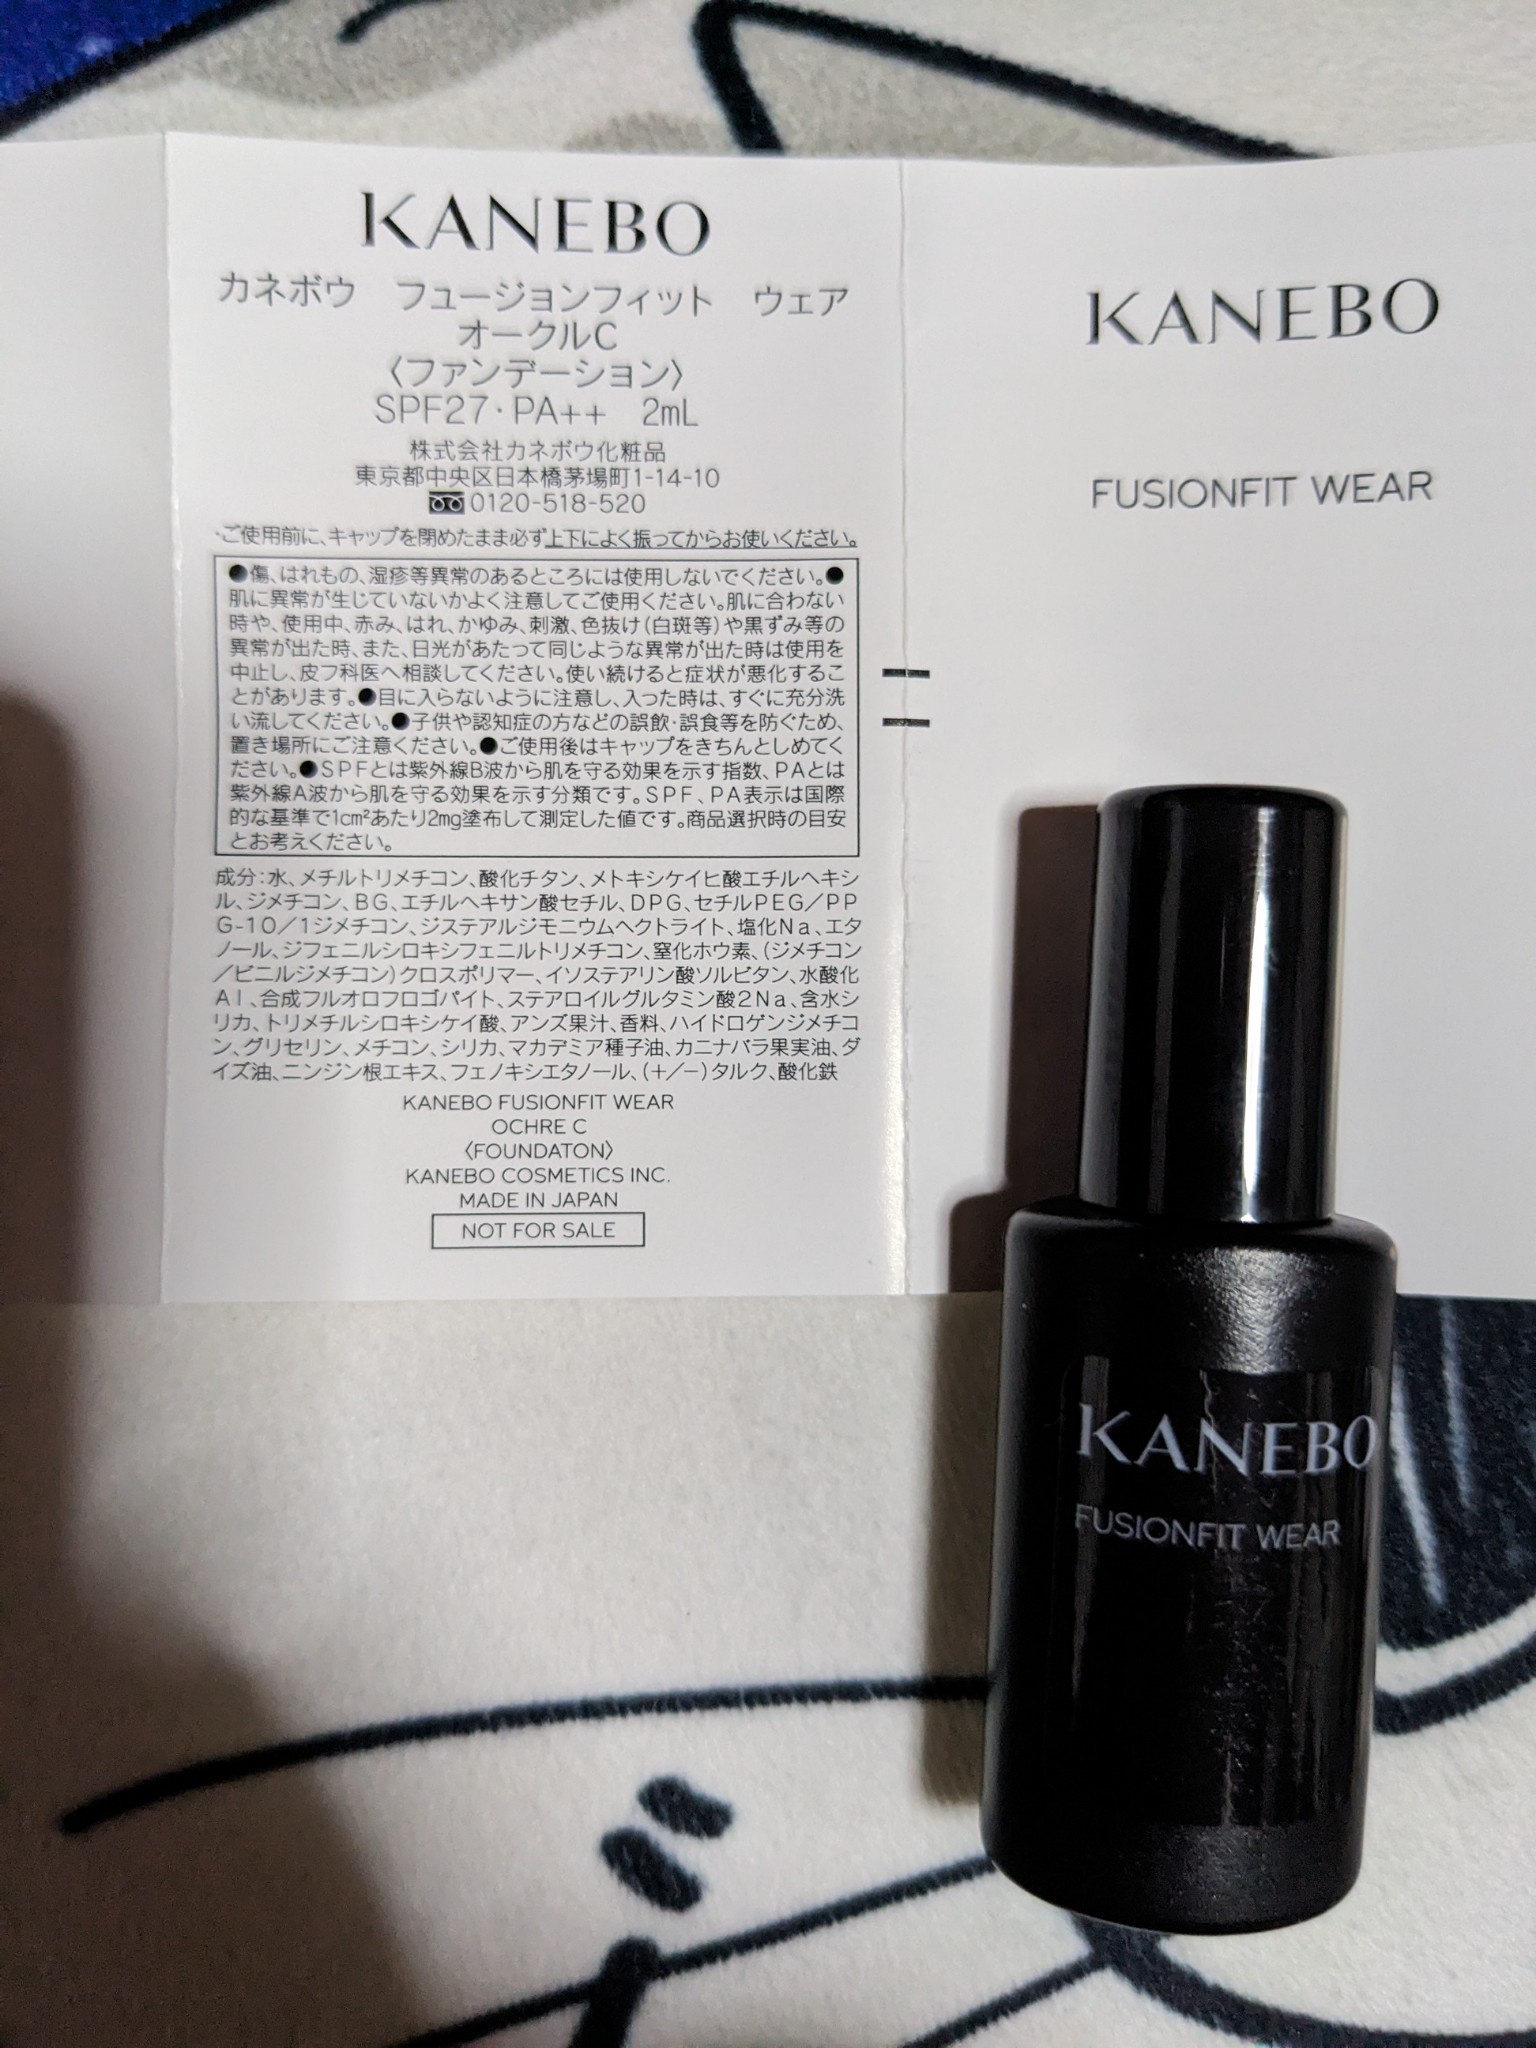 KANEBO
カネボウ　フュージョンフィット　ウェア
オークルC
〈ファンデーション〉
SPF27・PA++　2mL
株式会社カネボウ化粧品
東京都中央区日本橋茅場町1-14-10
0120-518-520
・ご使用前に、キャップを閉めたまま必ず上下によく振ってからお使いください。
●傷、はれもの、湿疹等異常のあるところには使用しないでください。●
肌に異常が生じていないかよく注意してご使用ください。肌に合わない
時や、使用中、赤み、はれ、かゆみ、刺激、色抜け(白斑等)や黒ずみ等の
異常が出た時、また、日光があたって同じような異常が出た時は使用を
中止し、皮フ科医へ相談してください。使い続けると症状が悪化するこ
とがあります。●目に入らないように注意し、入った時は、すぐに充分洗
い流してください。●子供や認知症の方などの誤飲・誤食等を防ぐため、
置き場所にご注意ください。●ご使用後はキャップをきちんとしめてく
ださい。●SPFとは紫外線B波から肌を守る効果を示す指数、PAとは
紫外線A波から肌を守る効果を示す分類です。SPF、PA表示は国際
的な基準で1cm²あたり2mg塗布して測定した値です。商品選択時の目安
とお考えください。
成分：水、メチルトリメチコン、酸化チタン、メトキシケイヒ酸エチルヘキシ
ル、ジメチコン、BG、エチルヘキサン酸セチル、DPG、セチルPEG／PP
G-10／1ジメチコン、ジステアルジモニウムヘクトライト、塩化Na、エタ
ノール、ジフェニルシロキシフェニルトリメチコン、窒化ホウ素、(ジメチコン
／ビニルジメチコン)クロスポリマー、イソステアリン酸ソルビタン、水酸化
Al、合成フルオロフロゴパイト、ステアロイルグルタミン酸2Na、含水シ
リカ、トリメチルシロキシケイ酸、アンズ果汁、香料、ハイドロゲンジメチコ
ン、グリセリン、メチコン、シリカ、マカデミア種子油、カニナバラ果実油、ダ
イズ油、ニンジン根エキス、フェノキシエタノール、(+／−)タルク、酸化鉄
KANEBO FUSIONFIT WEAR
OCHRE C
〈FOUNDATON〉
KANEBO COSMETICS INC.
MADE IN JAPAN
NOT FOR SALE
KANEBO
FUSIONFIT WEAR
KANEBO
FUSIONFIT WEAR